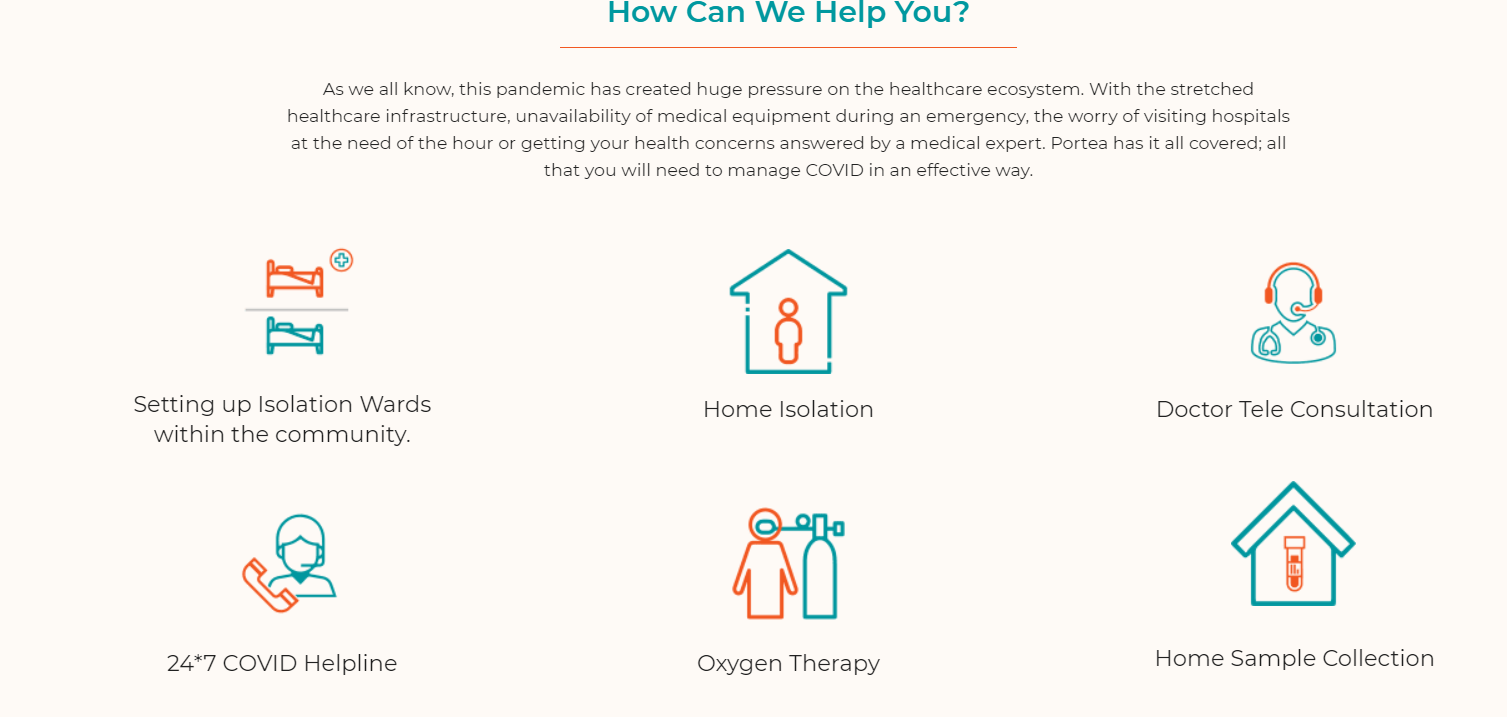 How Can We Help You?
As we all know, this pandemic has created huge pressure on the healthcare ecosystem. With the stretched
healthcare infrastructure, unavailability of medical equipment during an emergency, the worry of visiting hospitals
at the need of the hour or getting your health concerns answered by a medical expert. Portea has it all covered; all
that you will need to manage COVID in an effective way.
Setting up Isolation Wards
within the community.
Home Isolation
Doctor Tele Consultation
24*7 COVID Helpline
Oxygen Therapy
Home Sample Collection